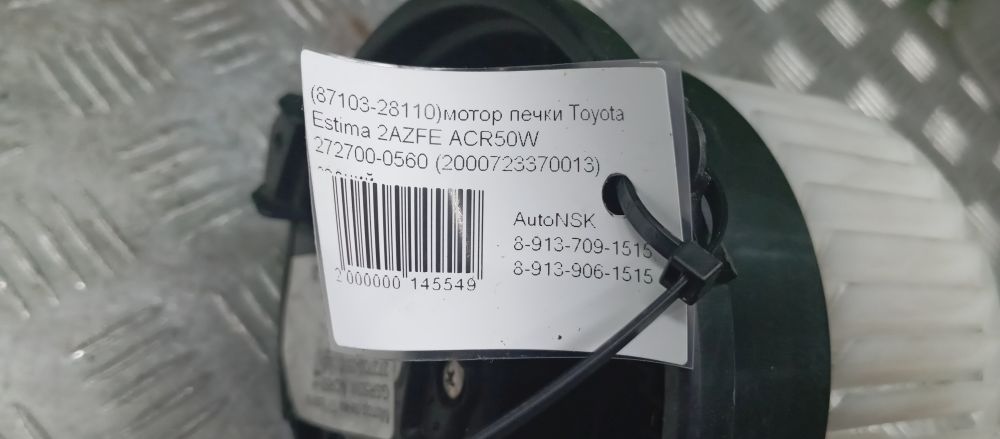 (87103-28110)мотор печки Toyota
Estima 2AZFE ACR50W
272700-0560 (2000723370013)
AutoNSK
8-913-709-1515
8-913-906-1515
2 000000 145549